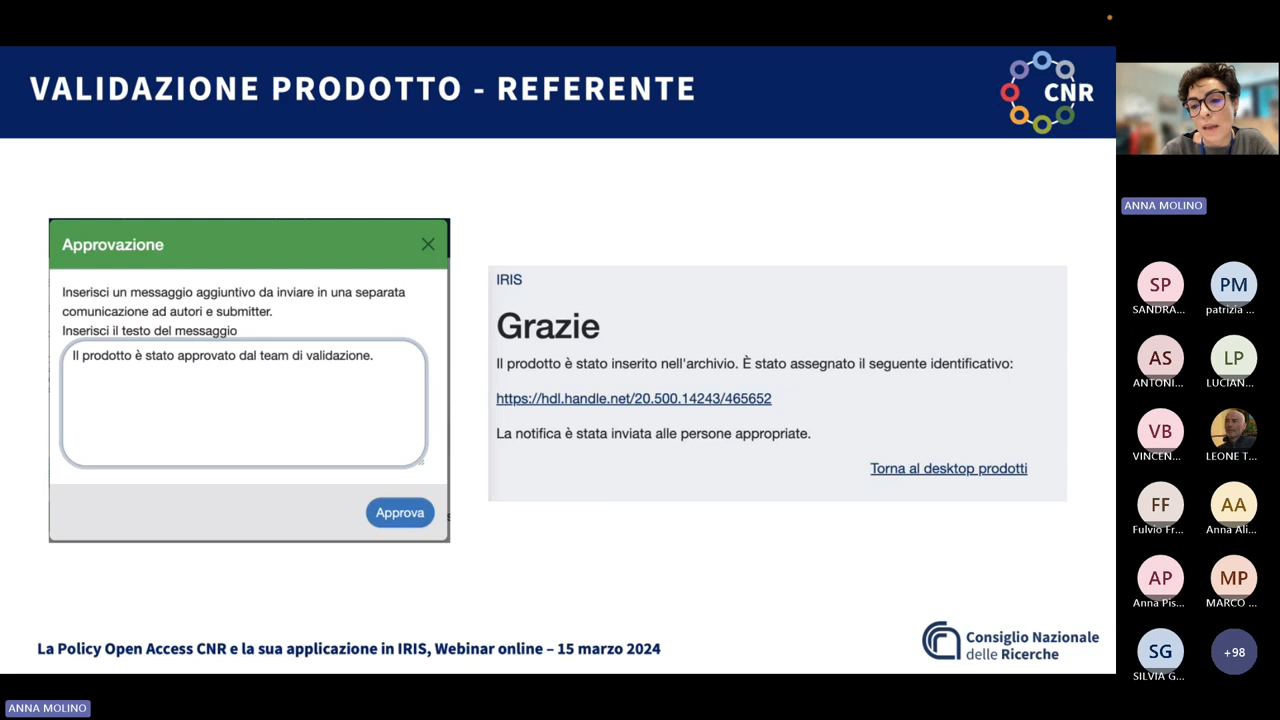 VALIDAZIONE PRODOTTO - REFERENTE
CNR
Approvazione
Inserisci un messaggio aggiuntivo da inviare in una separata
comunicazione ad autori e submitter.
Inserisci il testo del messaggio
Il prodotto è stato approvato dal team di validazione.
Approva
IRIS
Grazie
Il prodotto è stato inserito nell'archivio. È stato assegnato il seguente identificativo:
https://hdl.handle.net/20.500.14243/465652
La notifica è stata inviata alle persone appropriate.
Torna al desktop prodotti
La Policy Open Access CNR e la sua applicazione in IRIS, Webinar online – 15 marzo 2024
Consiglio Nazionale
delle Ricerche
ANNA MOLINO
SP
PM
SANDRA...
patrizia ...
AS
LP
ANTONI...
LUCIAN...
VB
VINCEN...
LEONE T...
FF
AA
Fulvio Fr...
Anna Ali...
AP
MP
Anna Pis...
MARCO ...
SG
+98
SILVIA G...
ANNA MOLINO